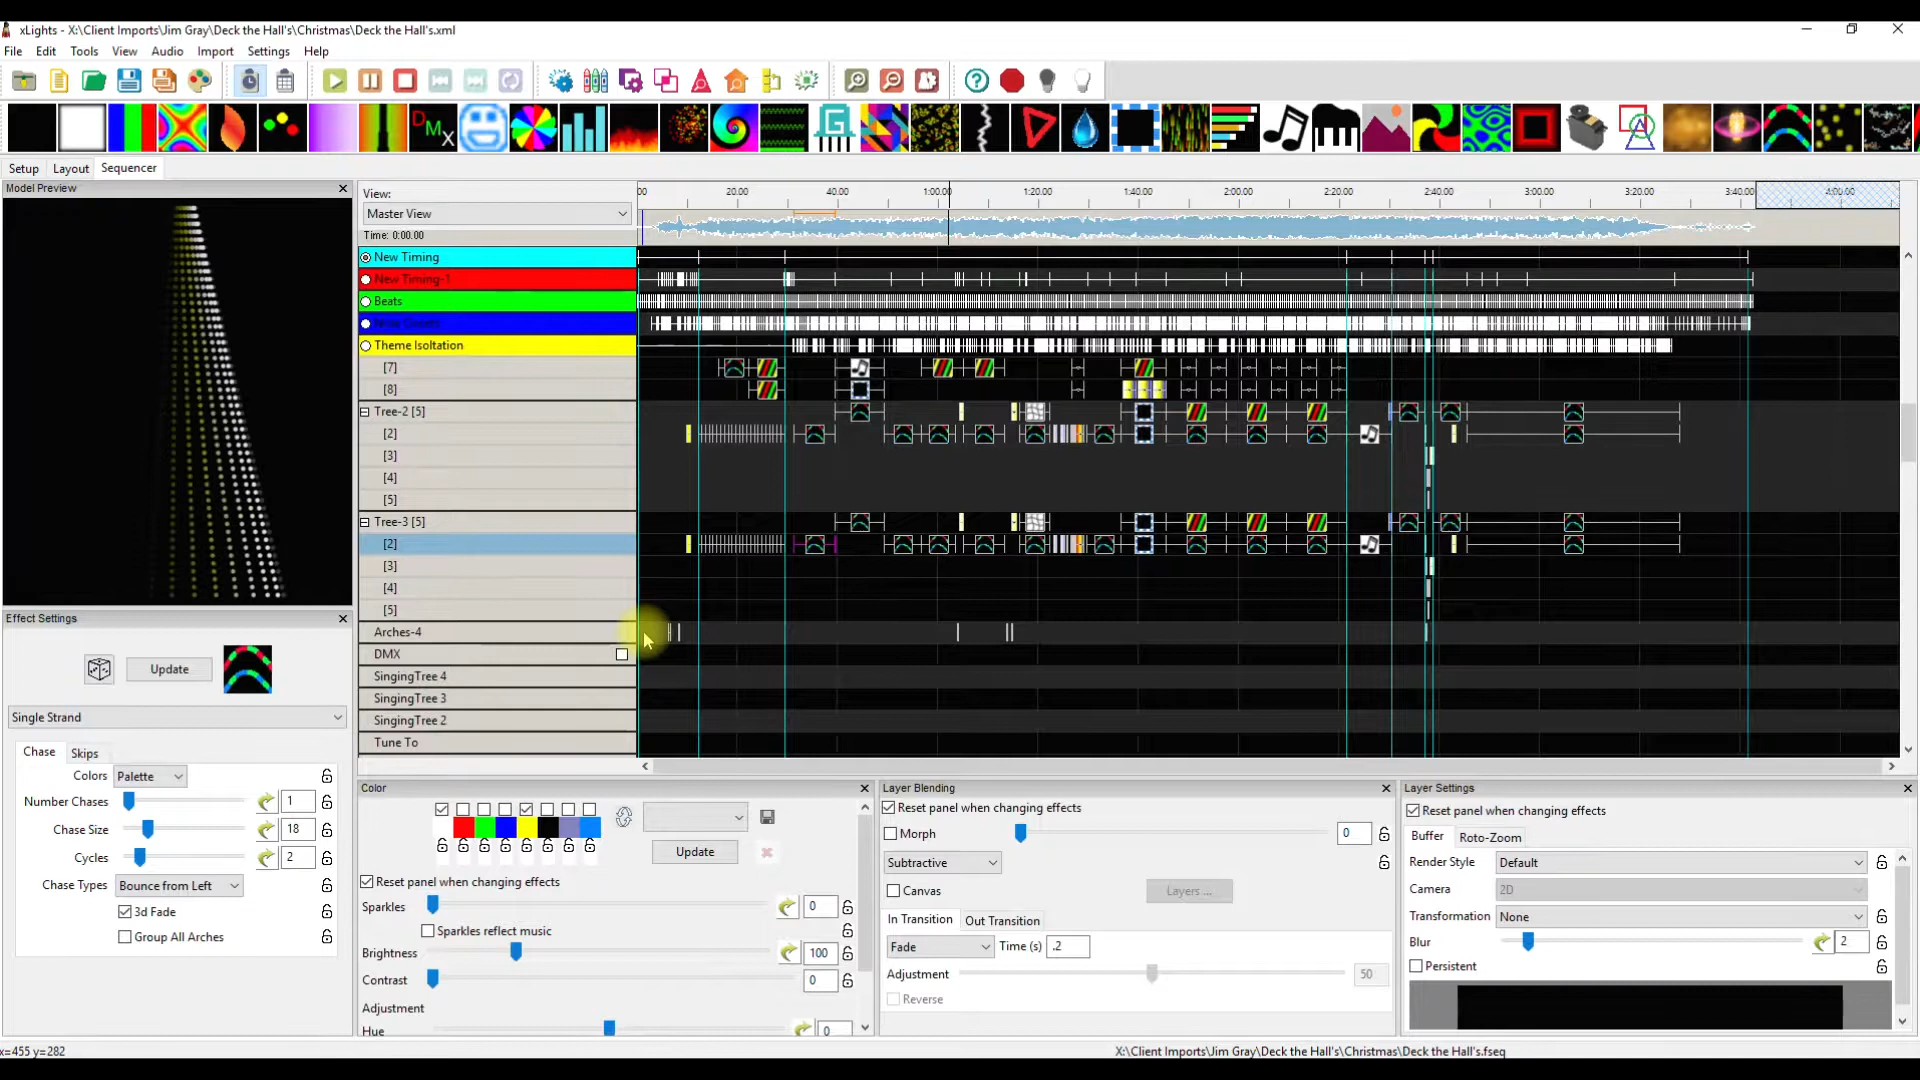 xLights - X:\Client Imports\Jim Gray\Deck the Hall's\Christmas\Deck the Hall's.xml
File Edit Tools View Audio Import Settings Help
DMX
Setup Layout Sequencer
Model Preview
View:
Master View
Time: 0:00.00
00 20.00 40.00 1:00.00 1:20.00 1:40.00 2:00.00 2:20.00 2:40.00 3:00.00 3:20.00 3:40.00 4:00.00
New Timing
New Timing-1
Beats
Theme Isoltation
[7]
[8]
Tree-2 [5]
[2]
[3]
[4]
[5]
Tree-3 [5]
[2]
[3]
[4]
[5]
Arches-4
DMX
SingingTree 4
SingingTree 3
SingingTree 2
Tune To
Effect Settings
Update
Single Strand
Chase Skips
Colors Palette
Number Chases 1
Chase Size 18
Cycles 2
Chase Types Bounce from Left
3d Fade
Group All Arches
Color
Update
Reset panel when changing effects
Sparkles 0
Sparkles reflect music
Brightness 100
Contrast 0
Adjustment
Hue 0
Layer Blending
Reset panel when changing effects
Morph 0
Subtractive
Canvas Layers ...
In Transition Out Transition
Fade Time (s) .2
Adjustment 50
Reverse
Layer Settings
Reset panel when changing effects
Buffer Roto-Zoom
Render Style Default
Camera 2D
Transformation None
Blur 2
Persistent
x=455 y=282
X:\Client Imports\Jim Gray\Deck the Hall's\Christmas\Deck the Hall's.fseq